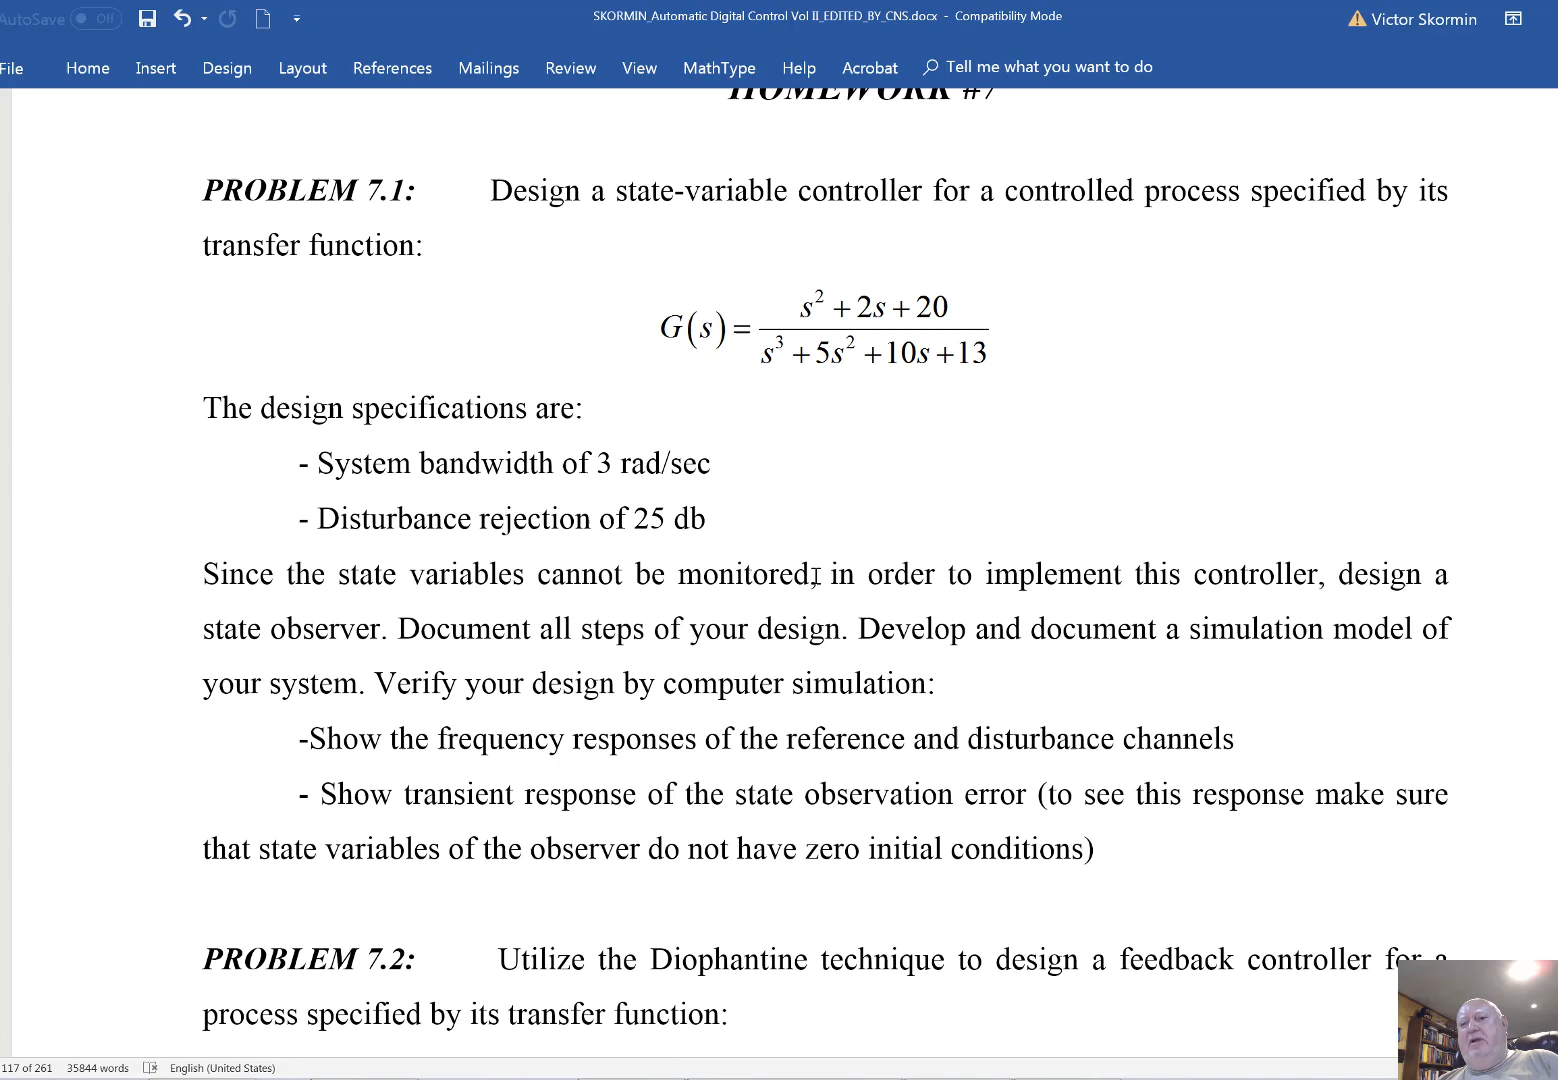 AutoSave Off SKORMIN_Automatic Digital Control Vol II_EDITED_BY_CNS.docx - Compatibility Mode Victor Skormin
File Home Insert Design Layout References Mailings Review View MathType Help Acrobat Tell me what you want to do
HOMEWORK #7
PROBLEM 7.1: Design a state-variable controller for a controlled process specified by its
transfer function:
G(s) = (s² + 2s + 20) / (s³ + 5s² + 10s + 13)
The design specifications are:
- System bandwidth of 3 rad/sec
- Disturbance rejection of 25 db
Since the state variables cannot be monitored, in order to implement this controller, design a
state observer. Document all steps of your design. Develop and document a simulation model of
your system. Verify your design by computer simulation:
-Show the frequency responses of the reference and disturbance channels
- Show transient response of the state observation error (to see this response make sure
that state variables of the observer do not have zero initial conditions)
PROBLEM 7.2: Utilize the Diophantine technique to design a feedback controller for a
process specified by its transfer function:
117 of 261 35844 words English (United States)